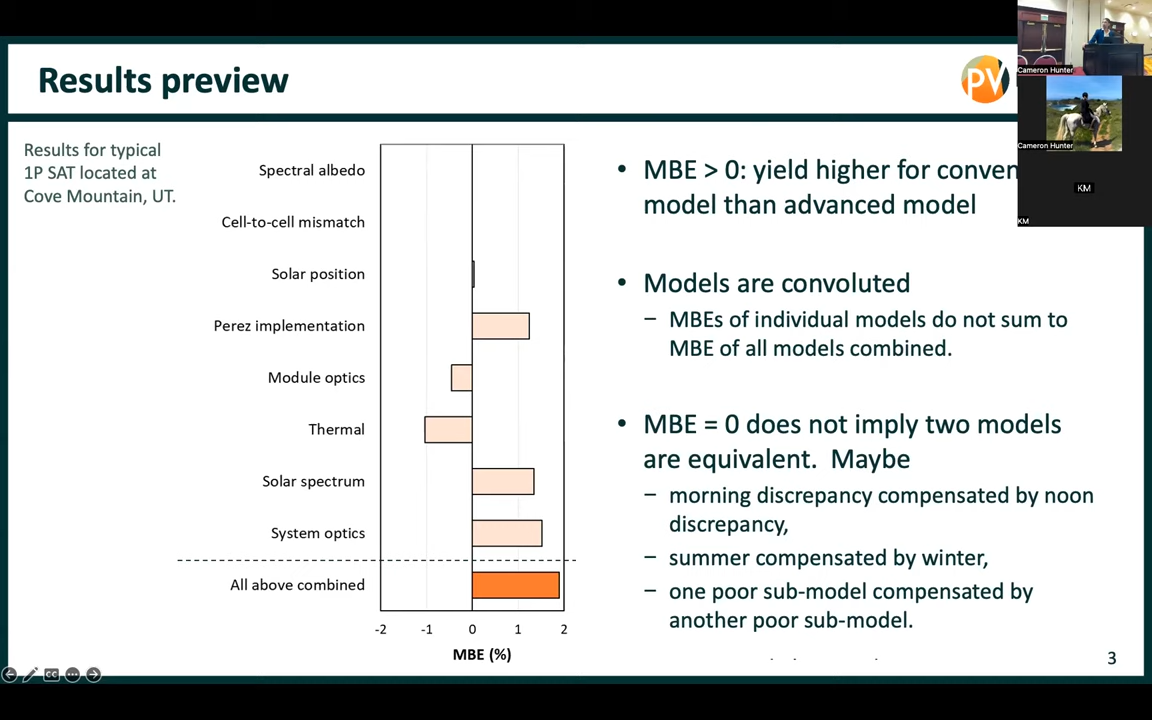 Results preview
PV
Cameron Hunter
Cameron Hunter
KM
KM
Results for typical
1P SAT located at
Cove Mountain, UT.
Spectral albedo
Cell-to-cell mismatch
Solar position
Perez implementation
Module optics
Thermal
Solar spectrum
System optics
All above combined
-2 -1 0 1 2
MBE (%)
• MBE > 0: yield higher for conven
model than advanced model
• Models are convoluted
– MBEs of individual models do not sum to
MBE of all models combined.
• MBE = 0 does not imply two models
are equivalent. Maybe
– morning discrepancy compensated by noon
discrepancy,
– summer compensated by winter,
– one poor sub-model compensated by
another poor sub-model.
3
CC